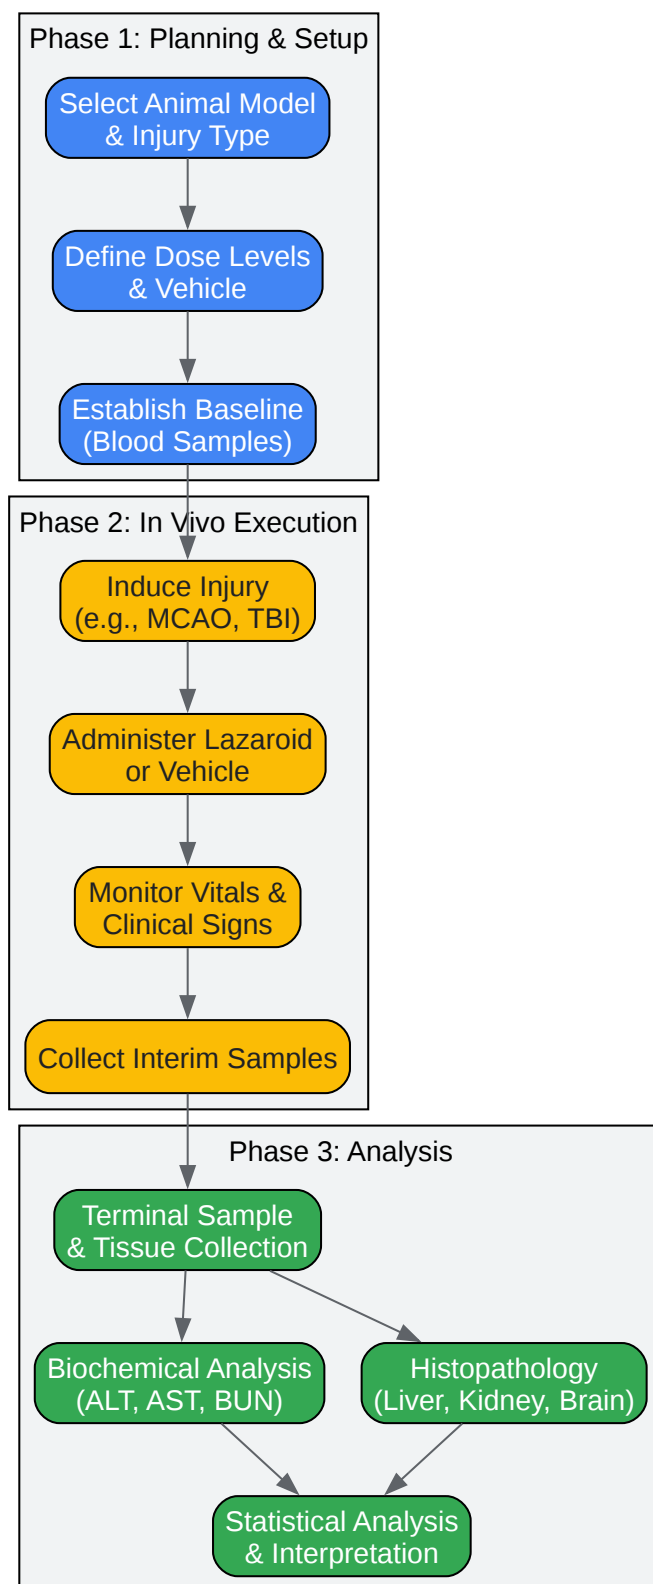 Phase 1: Planning & Setup
Select Animal Model
& Injury Type
Define Dose Levels
& Vehicle
Establish Baseline
(Blood Samples)
Phase 2: In Vivo Execution
Induce Injury
(e.g., MCAO, TBI)
Administer Lazaroid
or Vehicle
Monitor Vitals &
Clinical Signs
Collect Interim Samples
Phase 3: Analysis
Terminal Sample
& Tissue Collection
Biochemical Analysis
(ALT, AST, BUN)
Histopathology
(Liver, Kidney, Brain)
Statistical Analysis
& Interpretation